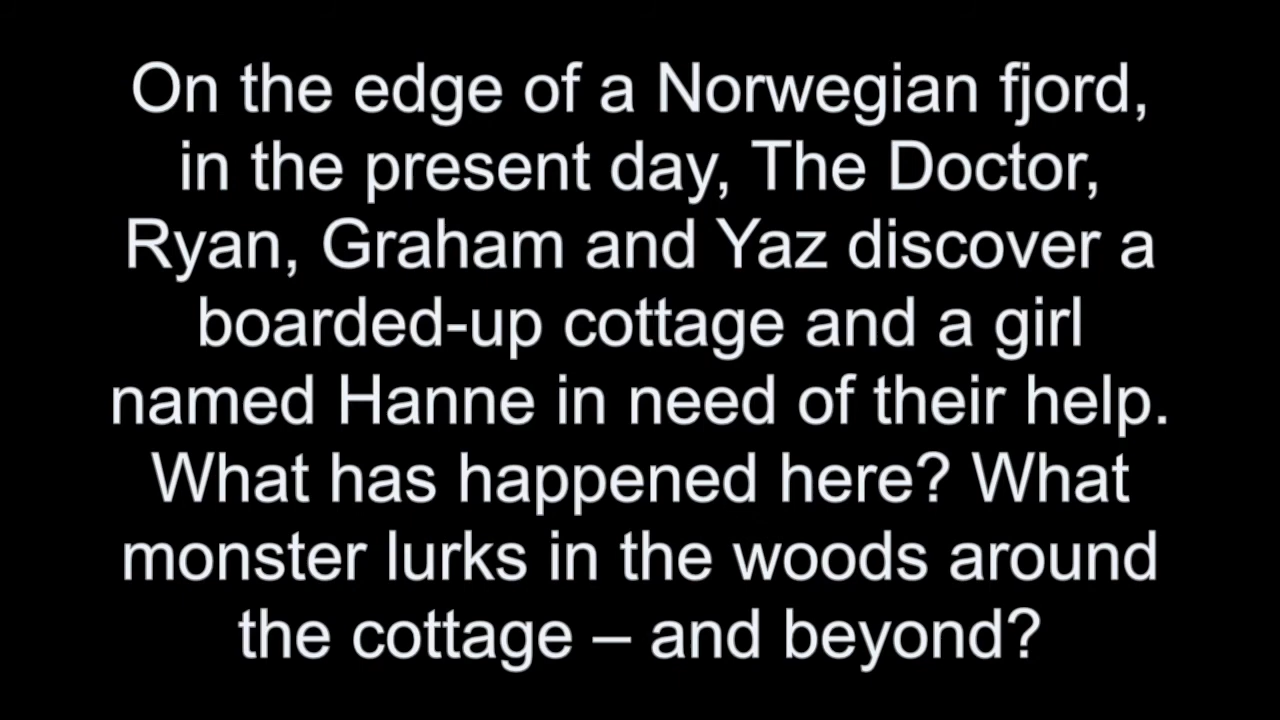 On the edge of a Norwegian fjord,
in the present day, The Doctor,
Ryan, Graham and Yaz discover a
boarded-up cottage and a girl
named Hanne in need of their help.
What has happened here? What
monster lurks in the woods around
the cottage – and beyond?